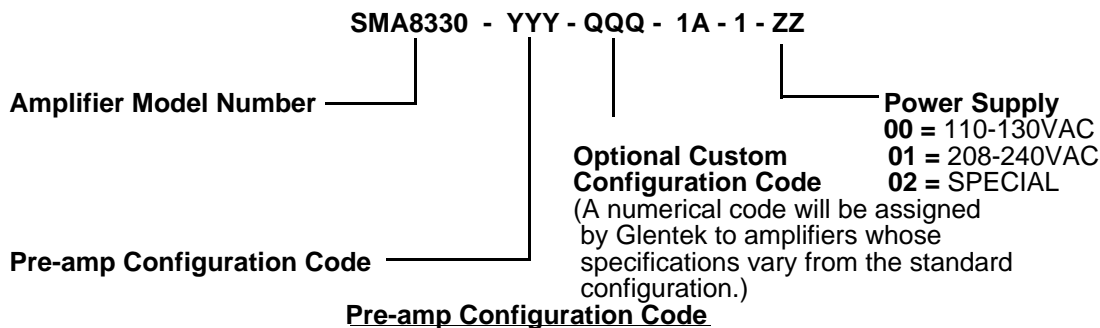 SMA8330 - YYY - QQQ - 1A - 1 - ZZ
Amplifier Model Number
Power Supply
00 = 110-130VAC
01 = 208-240VAC
02 = SPECIAL
Optional Custom
Configuration Code
(A numerical code will be assigned
by Glentek to amplifiers whose
specifications vary from the standard
configuration.)
Pre-amp Configuration Code
Pre-amp Configuration Code